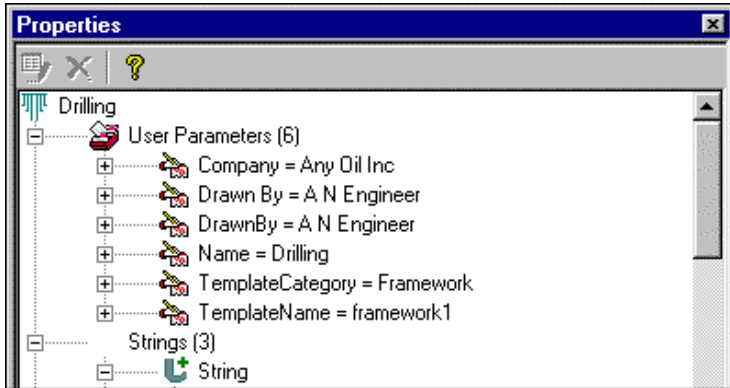 Properties
Drilling
User Parameters (6)
Company = Any Oil Inc
Drawn By = A N Engineer
DrawnBy = A N Engineer
Name = Drilling
TemplateCategory = Framework
TemplateName = framework1
Strings (3)
String